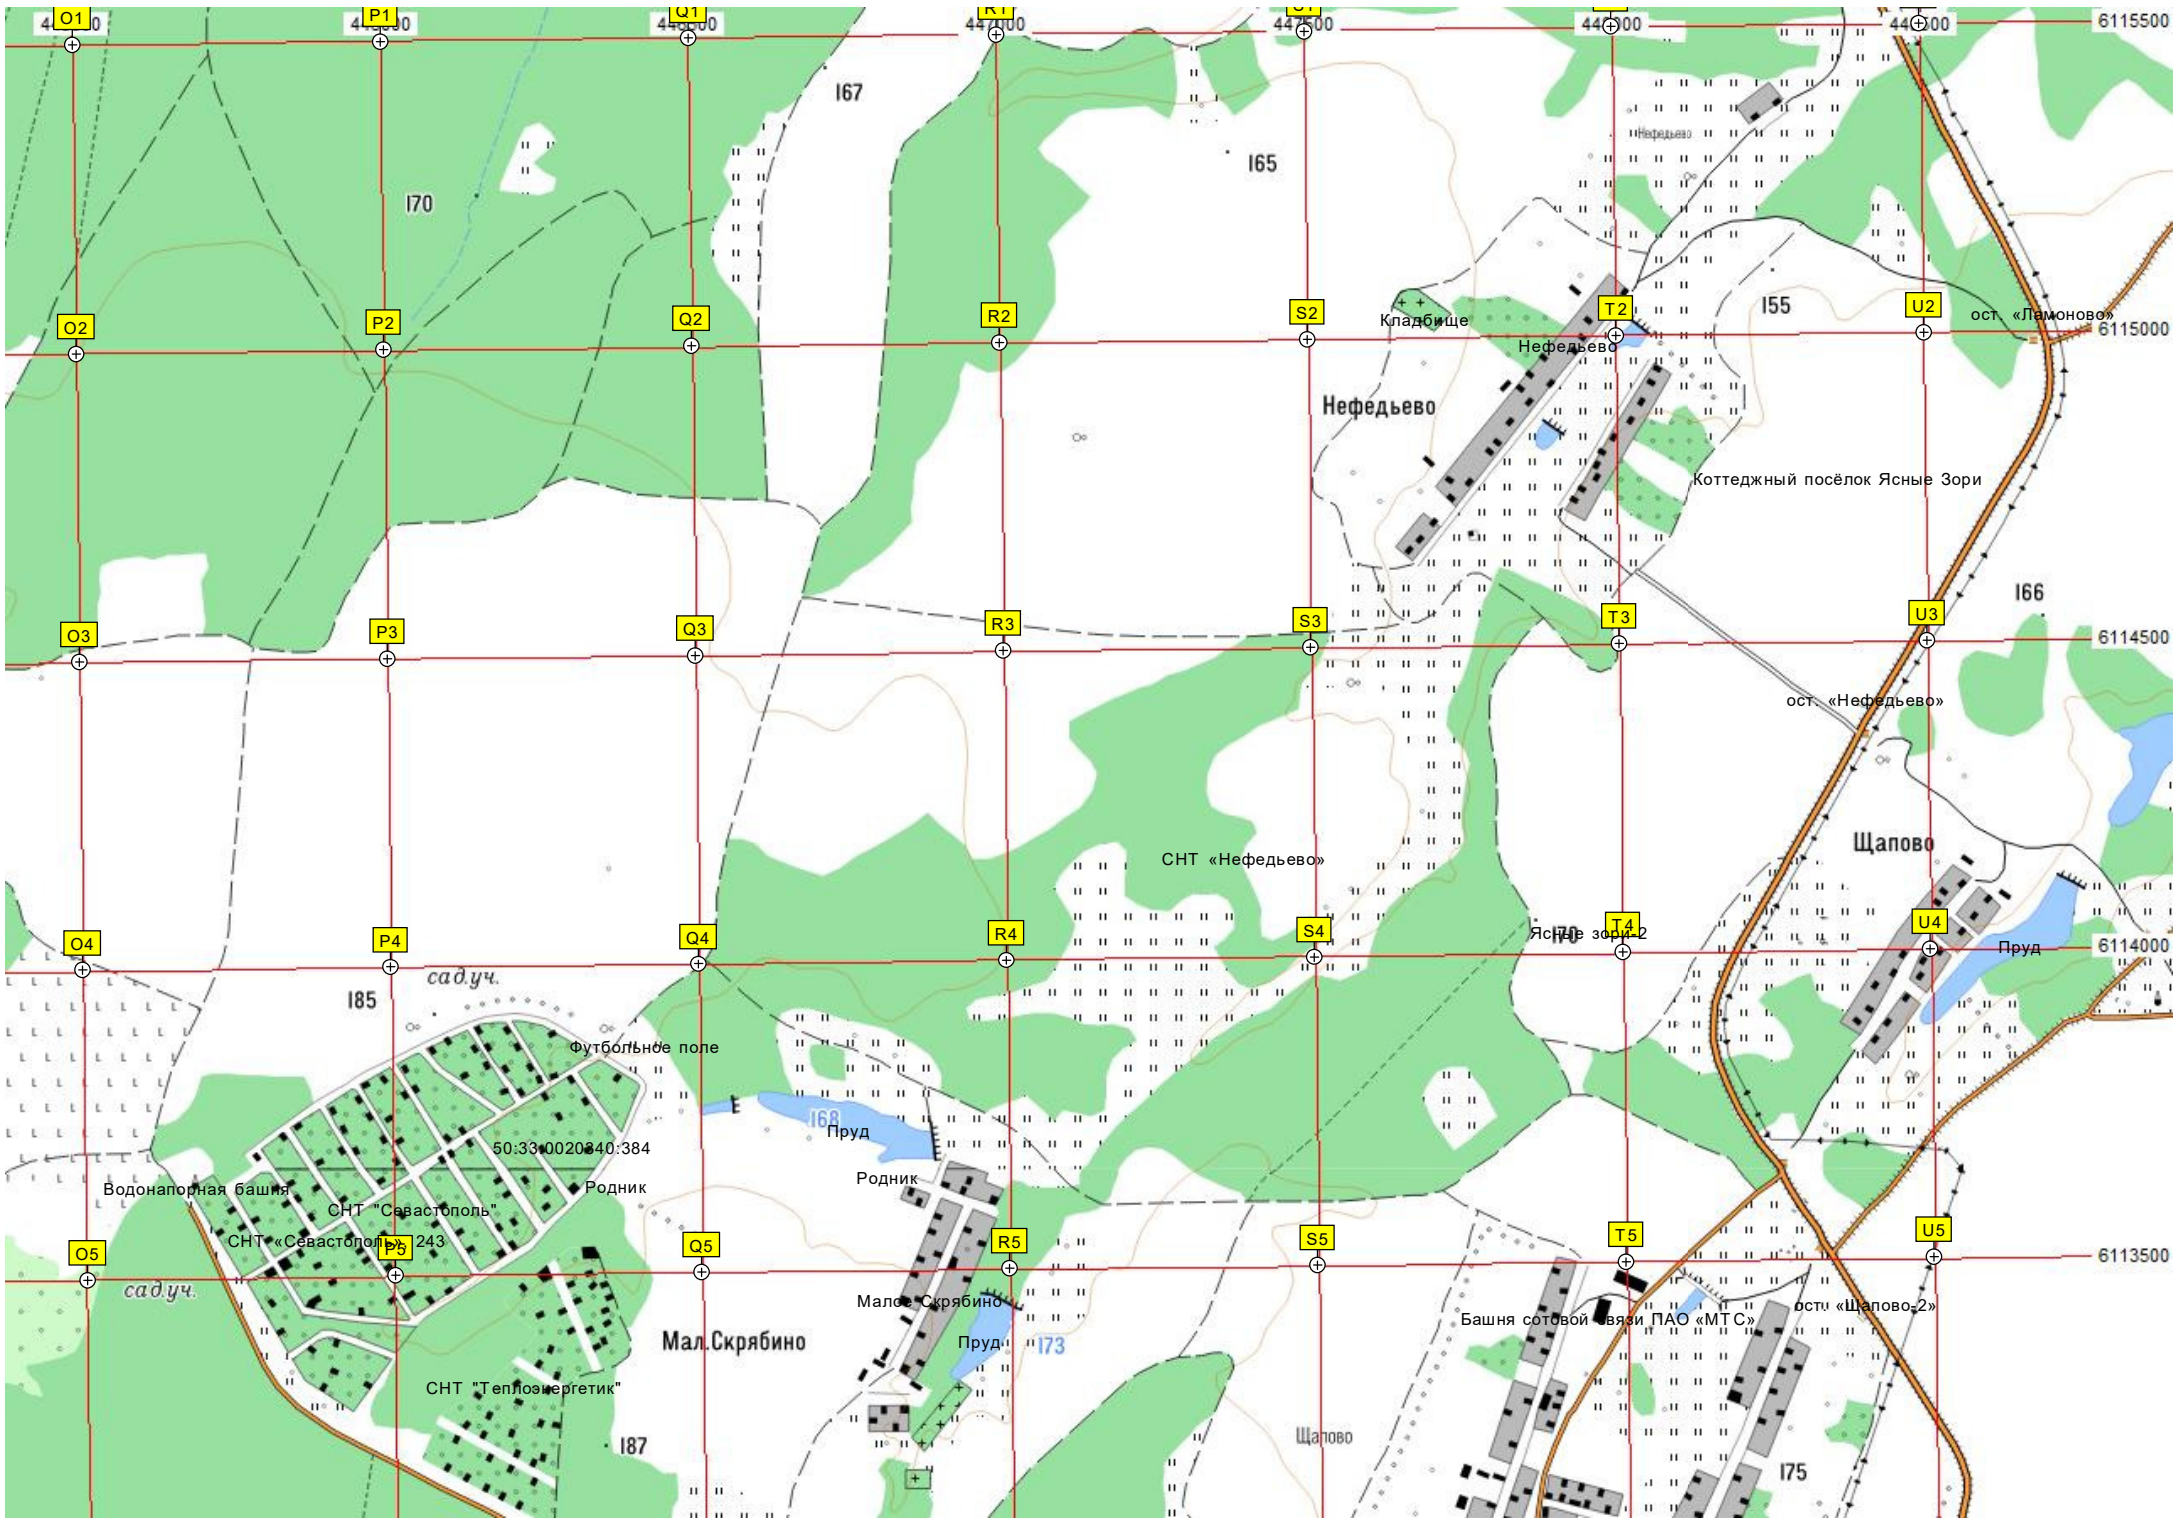 O1
P1
Q1
R1
447000
447500
6115500
167
165
Нефедьево
170
155
O2
P2
Q2
R2
S2
T2
U2
Кладбище
ост. «Ламоново»
6115000
Нефедьево
Нефедьево
Коттеджный посёлок Ясные Зори
166
O3
P3
Q3
R3
S3
T3
U3
6114500
ост. «Нефедьево»
Щапово
СНТ «Нефедьево»
O4
P4
Q4
R4
S4
T4
U4
6114000
Ясные зори-2
170
Пруд
сад.уч.
185
Футбольное поле
168
Пруд
50:33:0020340:384
Родник
Родник
Водонапорная башня
СНТ "Севастополь"
СНТ «Севастополь»
243
O5
P5
Q5
R5
S5
T5
U5
6113500
сад.уч.
Малое Скрябино
ост. «Щапово-2»
Башня сотовой связи ПАО «МТС»
Мал.Скрябино
Пруд
173
СНТ "Теплоэнергетик"
187
Щапово
175